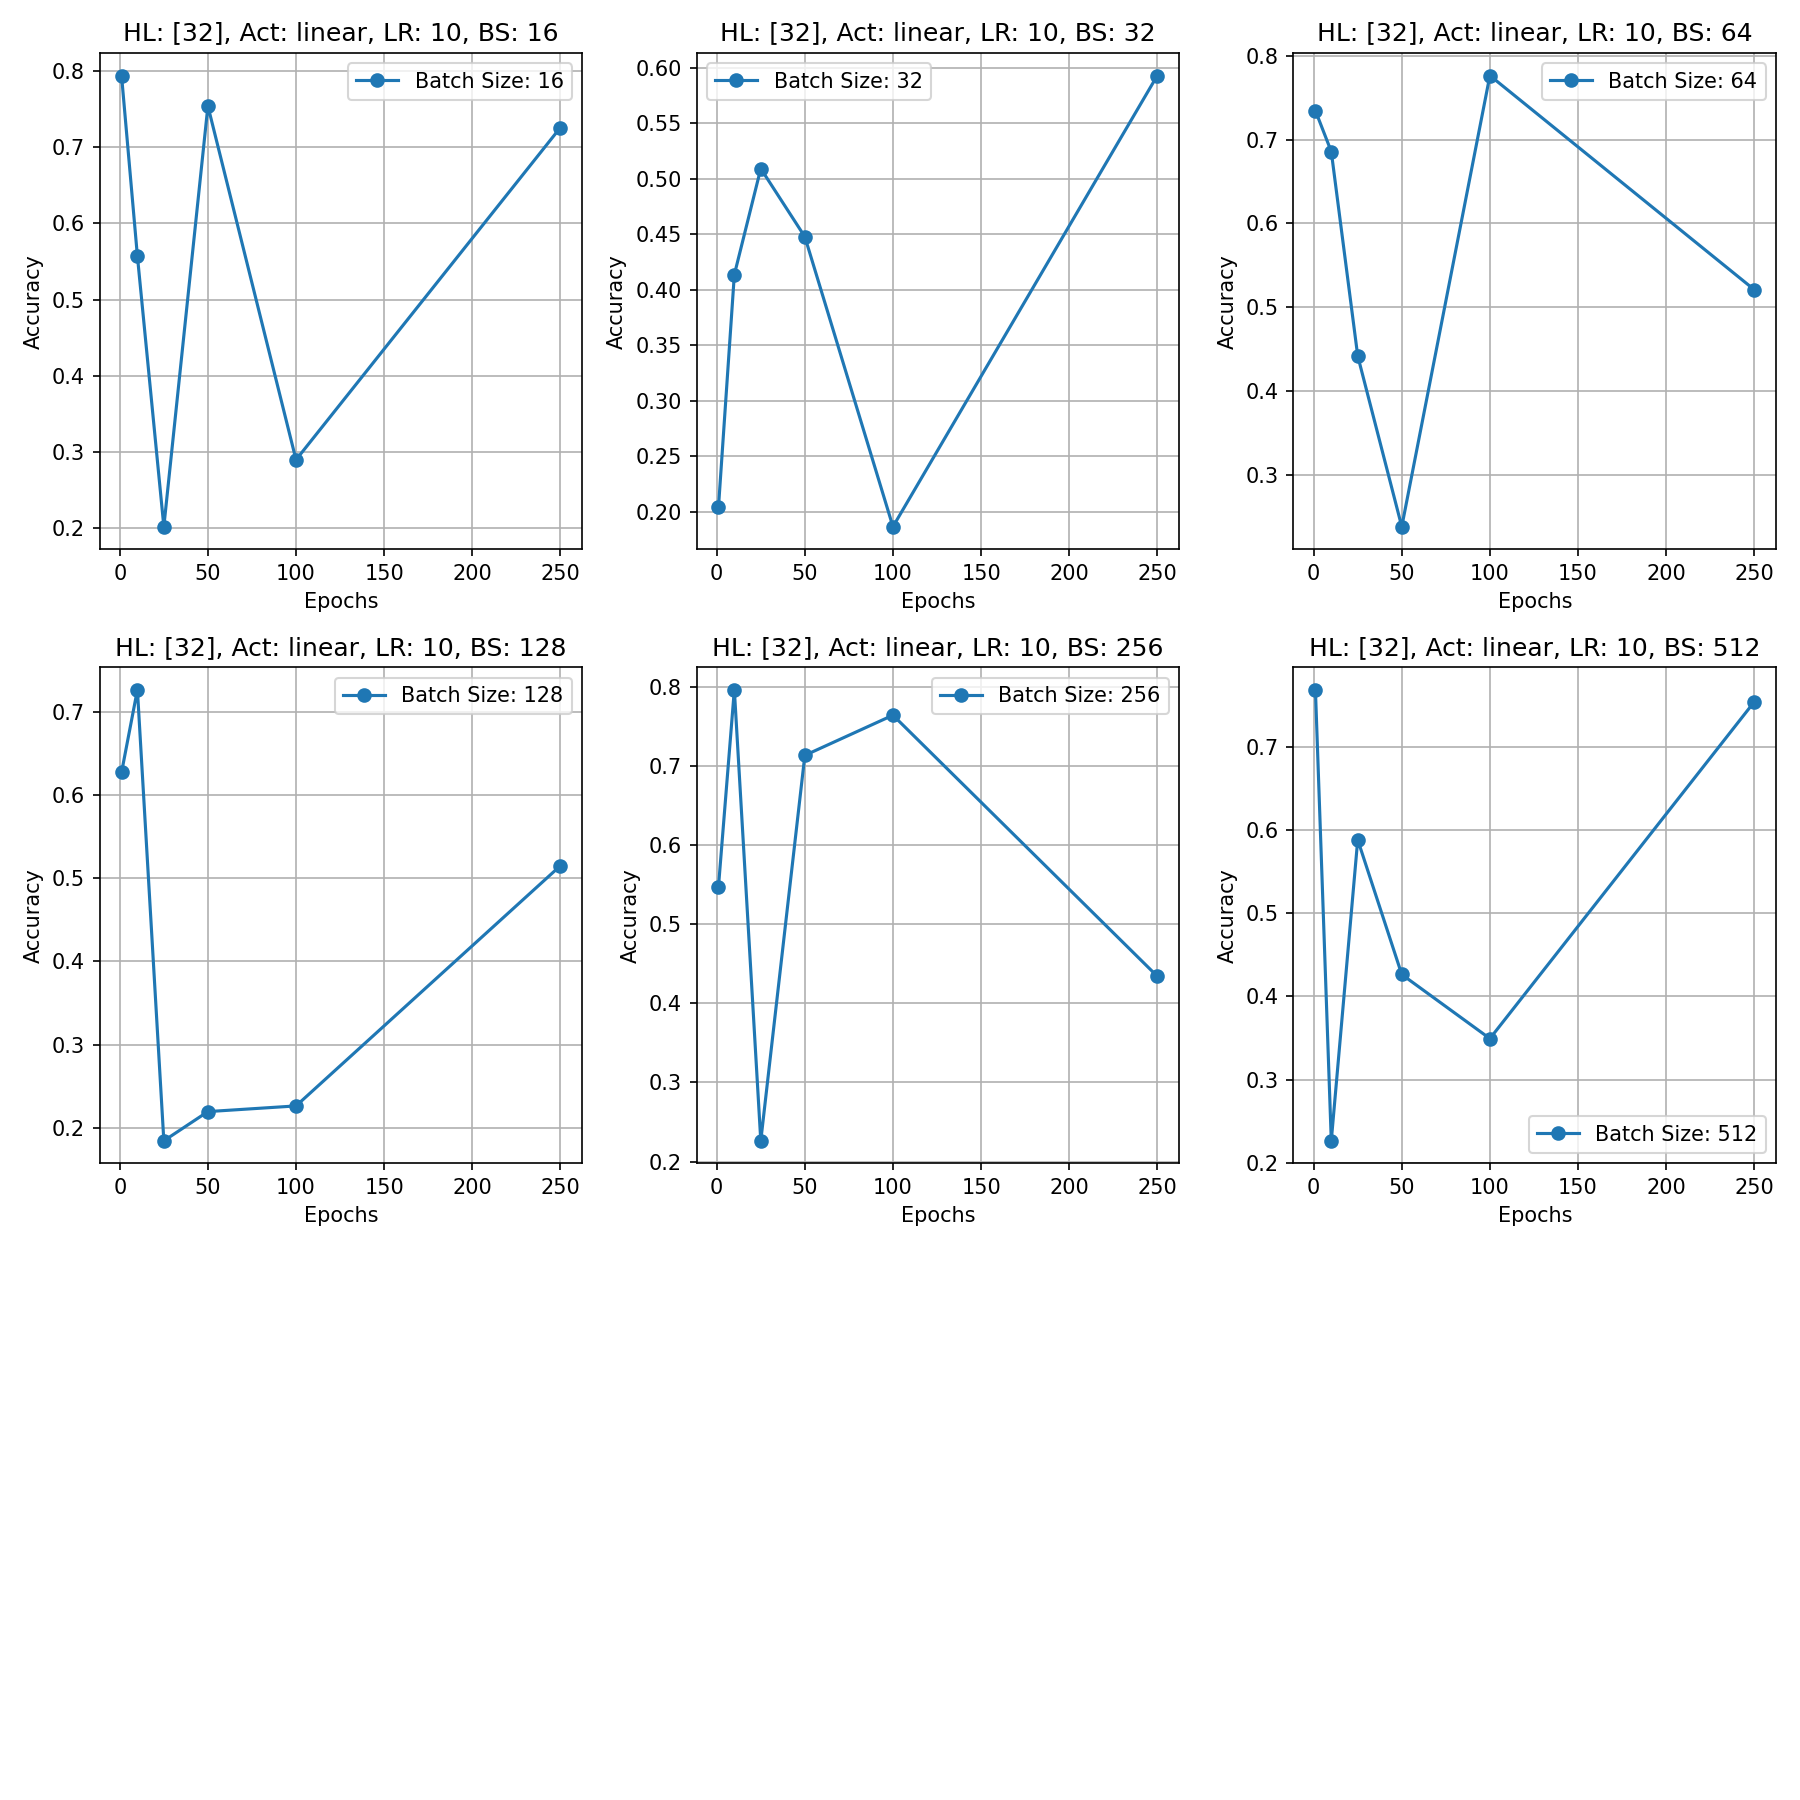 HL: [32], Act: linear, LR: 10, BS: 16
Batch Size: 16
0.8
0.7
0.6
0.5
0.4
0.3
0.2
Accuracy
0 50 100 150 200 250
Epochs
HL: [32], Act: linear, LR: 10, BS: 32
Batch Size: 32
0.60
0.55
0.50
0.45
0.40
0.35
0.30
0.25
0.20
Accuracy
0 50 100 150 200 250
Epochs
HL: [32], Act: linear, LR: 10, BS: 64
Batch Size: 64
0.8
0.7
0.6
0.5
0.4
0.3
Accuracy
0 50 100 150 200 250
Epochs
HL: [32], Act: linear, LR: 10, BS: 128
Batch Size: 128
0.7
0.6
0.5
0.4
0.3
0.2
Accuracy
0 50 100 150 200 250
Epochs
HL: [32], Act: linear, LR: 10, BS: 256
Batch Size: 256
0.8
0.7
0.6
0.5
0.4
0.3
0.2
Accuracy
0 50 100 150 200 250
Epochs
HL: [32], Act: linear, LR: 10, BS: 512
0.7
0.6
0.5
0.4
0.3
0.2
Accuracy
Batch Size: 512
0 50 100 150 200 250
Epochs